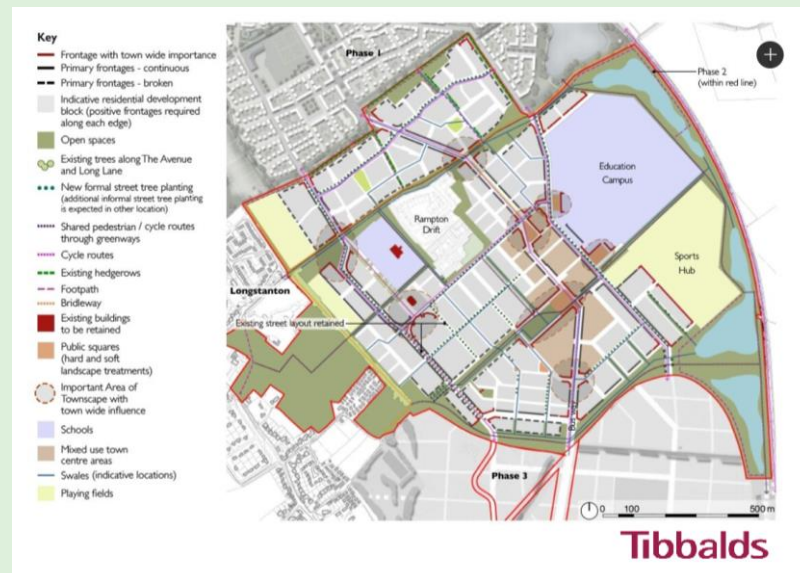 Key
Frontage with town wide importance
Primary frontages - continuous
Primary frontages - broken
Indicative residential development
block (positive frontages required
along each edge)
Open spaces
Existing trees along The Avenue
and Long Lane
New formal street tree planting
(additional informal street tree planting
is expected in other location)
Shared pedestrian / cycle routes
through greenways
Cycle routes
Existing hedgerows
Footpath
Bridleway
Existing buildings
to be retained
Public squares
(hard and soft
landscape treatments)
Important Area of
Townscape with
town wide influence
Schools
Mixed use town
centre areas
Swales (indicative locations)
Playing fields
Phase 1
Phase 2
(within red line)
Education
Campus
Rampton
Drift
Sports
Hub
Longstanton
Existing street layout retained
Phase 3
0 100 500 m
Tibbalds